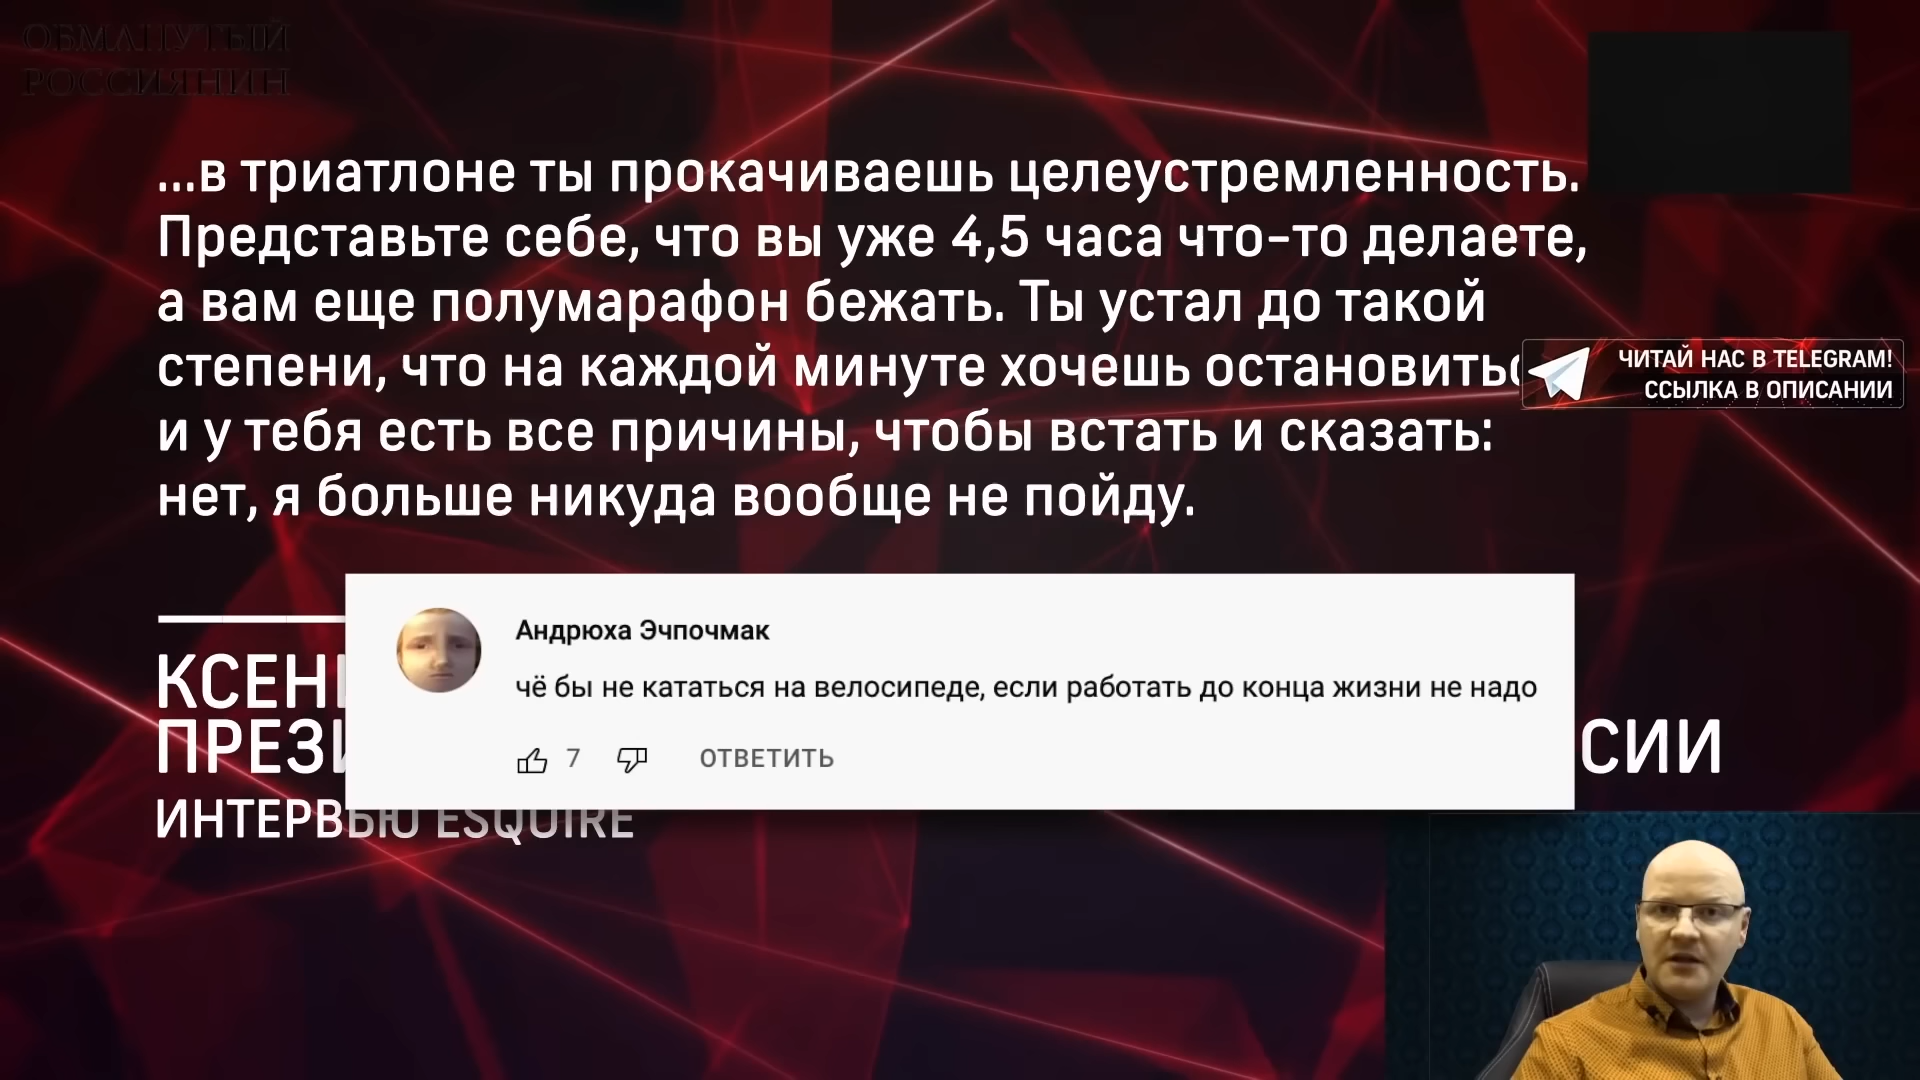 ОБМАНУТЫЙ
РОССИЯНИН
...в триатлоне ты прокачиваешь целеустремленность.
Представьте себе, что вы уже 4,5 часа что-то делаете,
а вам еще полумарафон бежать. Ты устал до такой
степени, что на каждой минуте хочешь остановитьс
и у тебя есть все причины, чтобы встать и сказать:
нет, я больше никуда вообще не пойду.
ЧИТАЙ НАС В TELEGRAM!
ССЫЛКА В ОПИСАНИИ
Андрюха Эчпочмак
чё бы не кататься на велосипеде, если работать до конца жизни не надо
7 ОТВЕТИТЬ
КСЕН
ПРЕЗ СИИ
ИНТЕРВЬЮ ESQUIRE